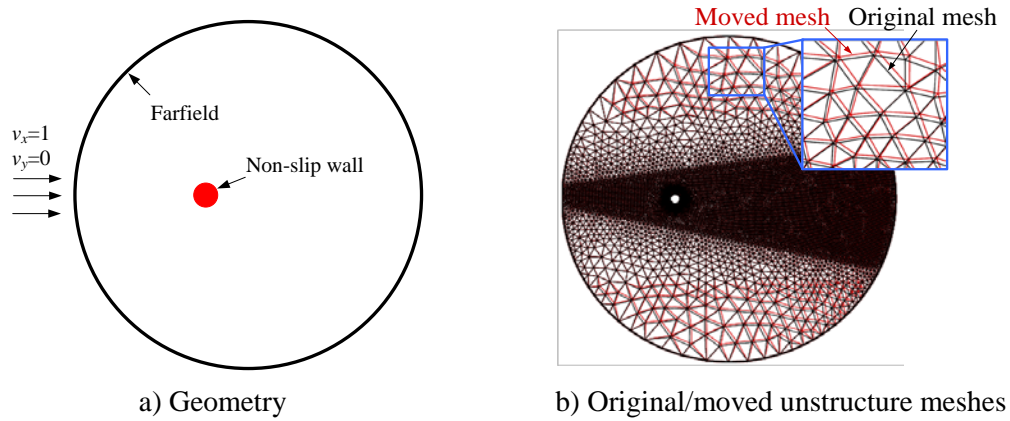 Moved mesh
Original mesh
Farfield
vx=1
vy=0
Non-slip wall
a) Geometry
b) Original/moved unstructure meshes